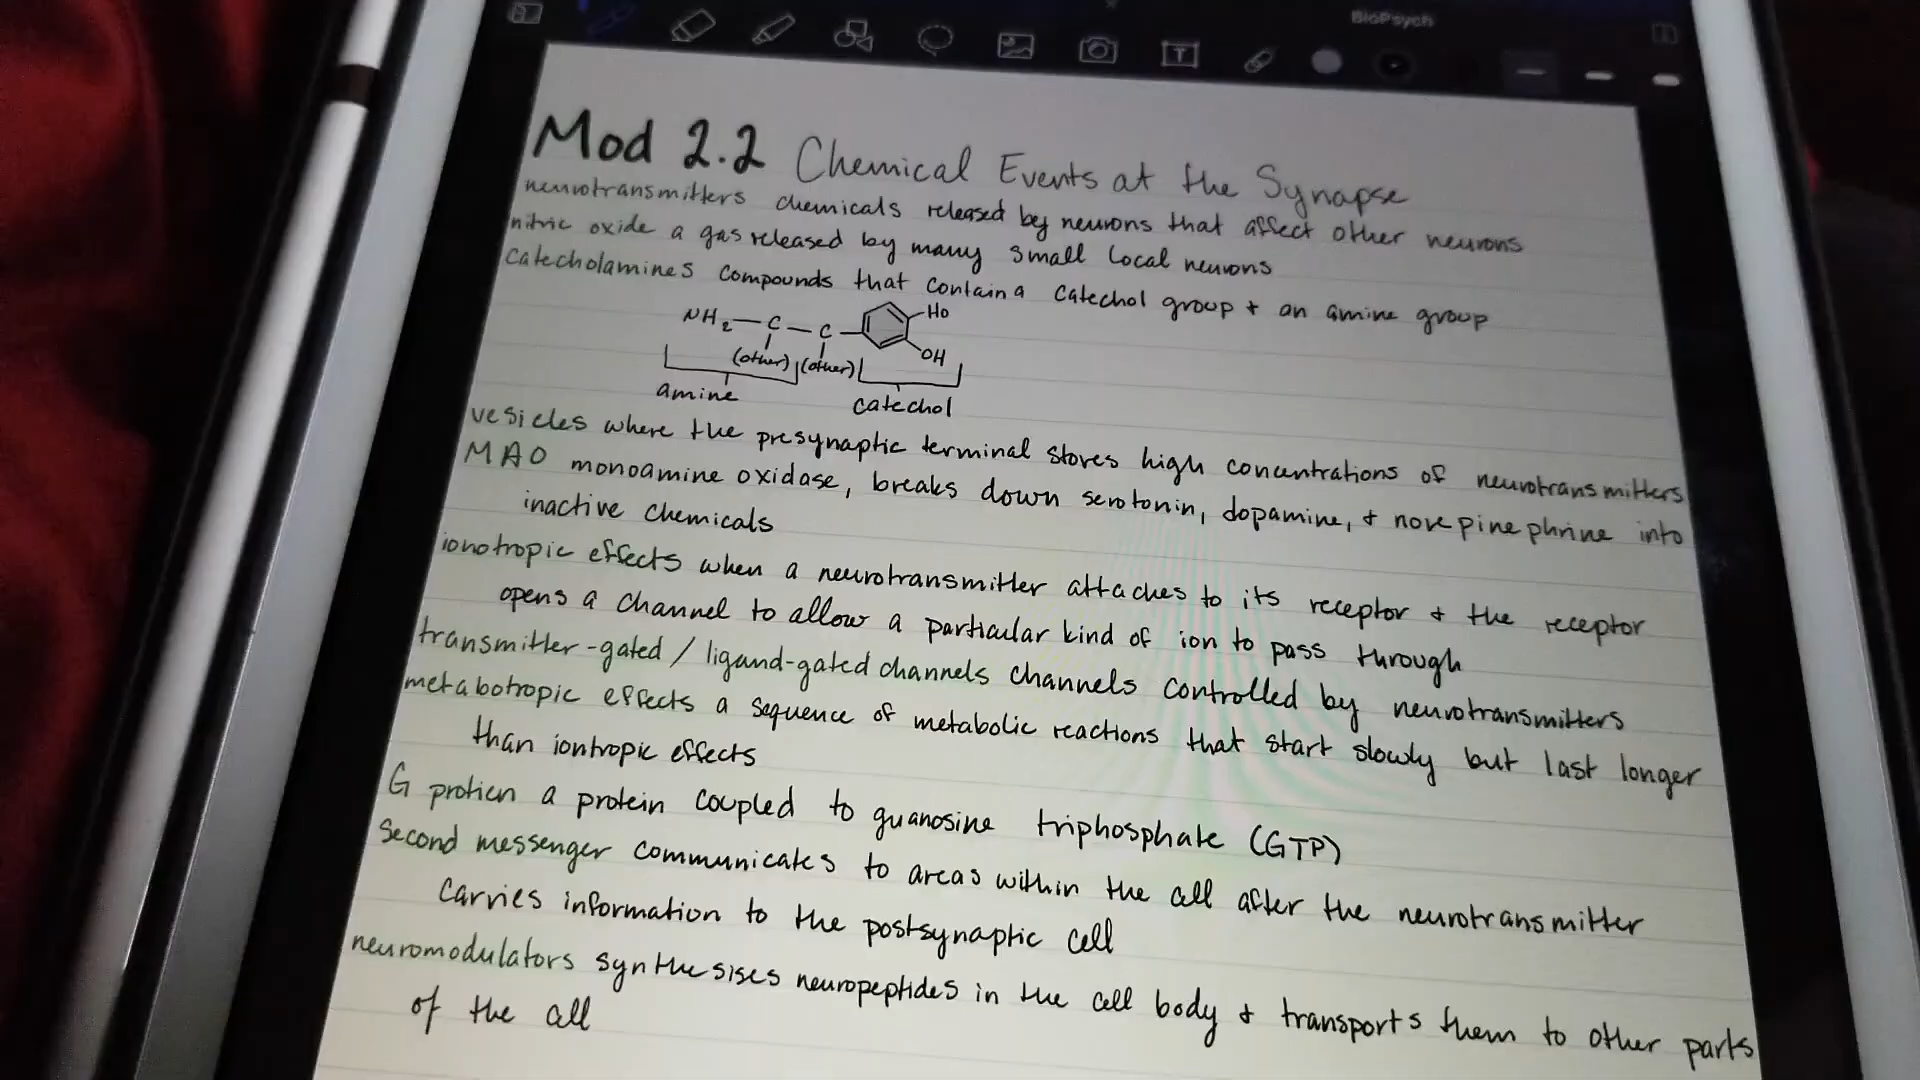 BioPsych
Mod 2.2 Chemical Events at the Synapse
neurotransmitters chemicals released by neurons that affect other neurons
nitric oxide a gas released by many small local neurons
catecholamines compounds that contain a catechol group + an amine group
NH2—C—C— HO
(other) (other) OH
amine catechol
vesicles where the presynaptic terminal stores high concentrations of neurotransmitters
MAO monoamine oxidase, breaks down serotonin, dopamine, + norepinephrine into
inactive chemicals
ionotropic effects when a neurotransmitter attaches to its receptor + the receptor
opens a channel to allow a particular kind of ion to pass through
transmitter-gated / ligand-gated channels channels controlled by neurotransmitters
metabotropic effects a sequence of metabolic reactions that start slowly but last longer
than iontropic effects
G protien a protein coupled to guanosine triphosphate (GTP)
second messenger communicates to areas within the cell after the neurotransmitter
carries information to the postsynaptic cell
neuromodulators synthesises neuropeptides in the cell body + transports them to other parts
of the cell